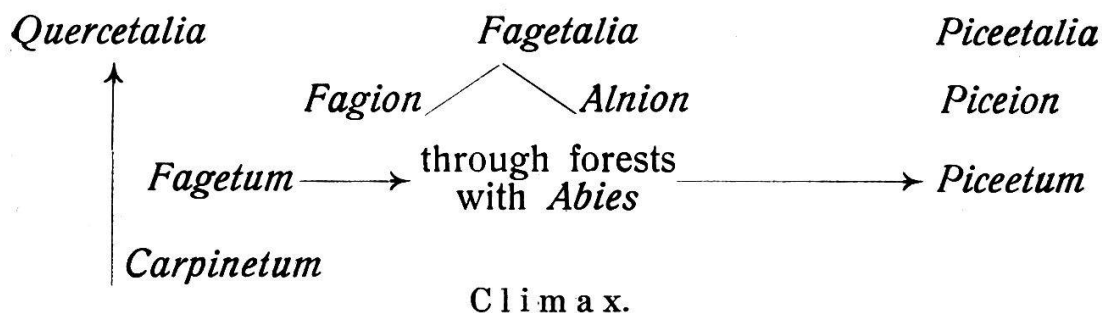 Quercetalia Fagetalia Piceetalia
Fagion Alnion Piceion
Fagetum through forests with Abies Piceetum
Carpinetum
Climax.